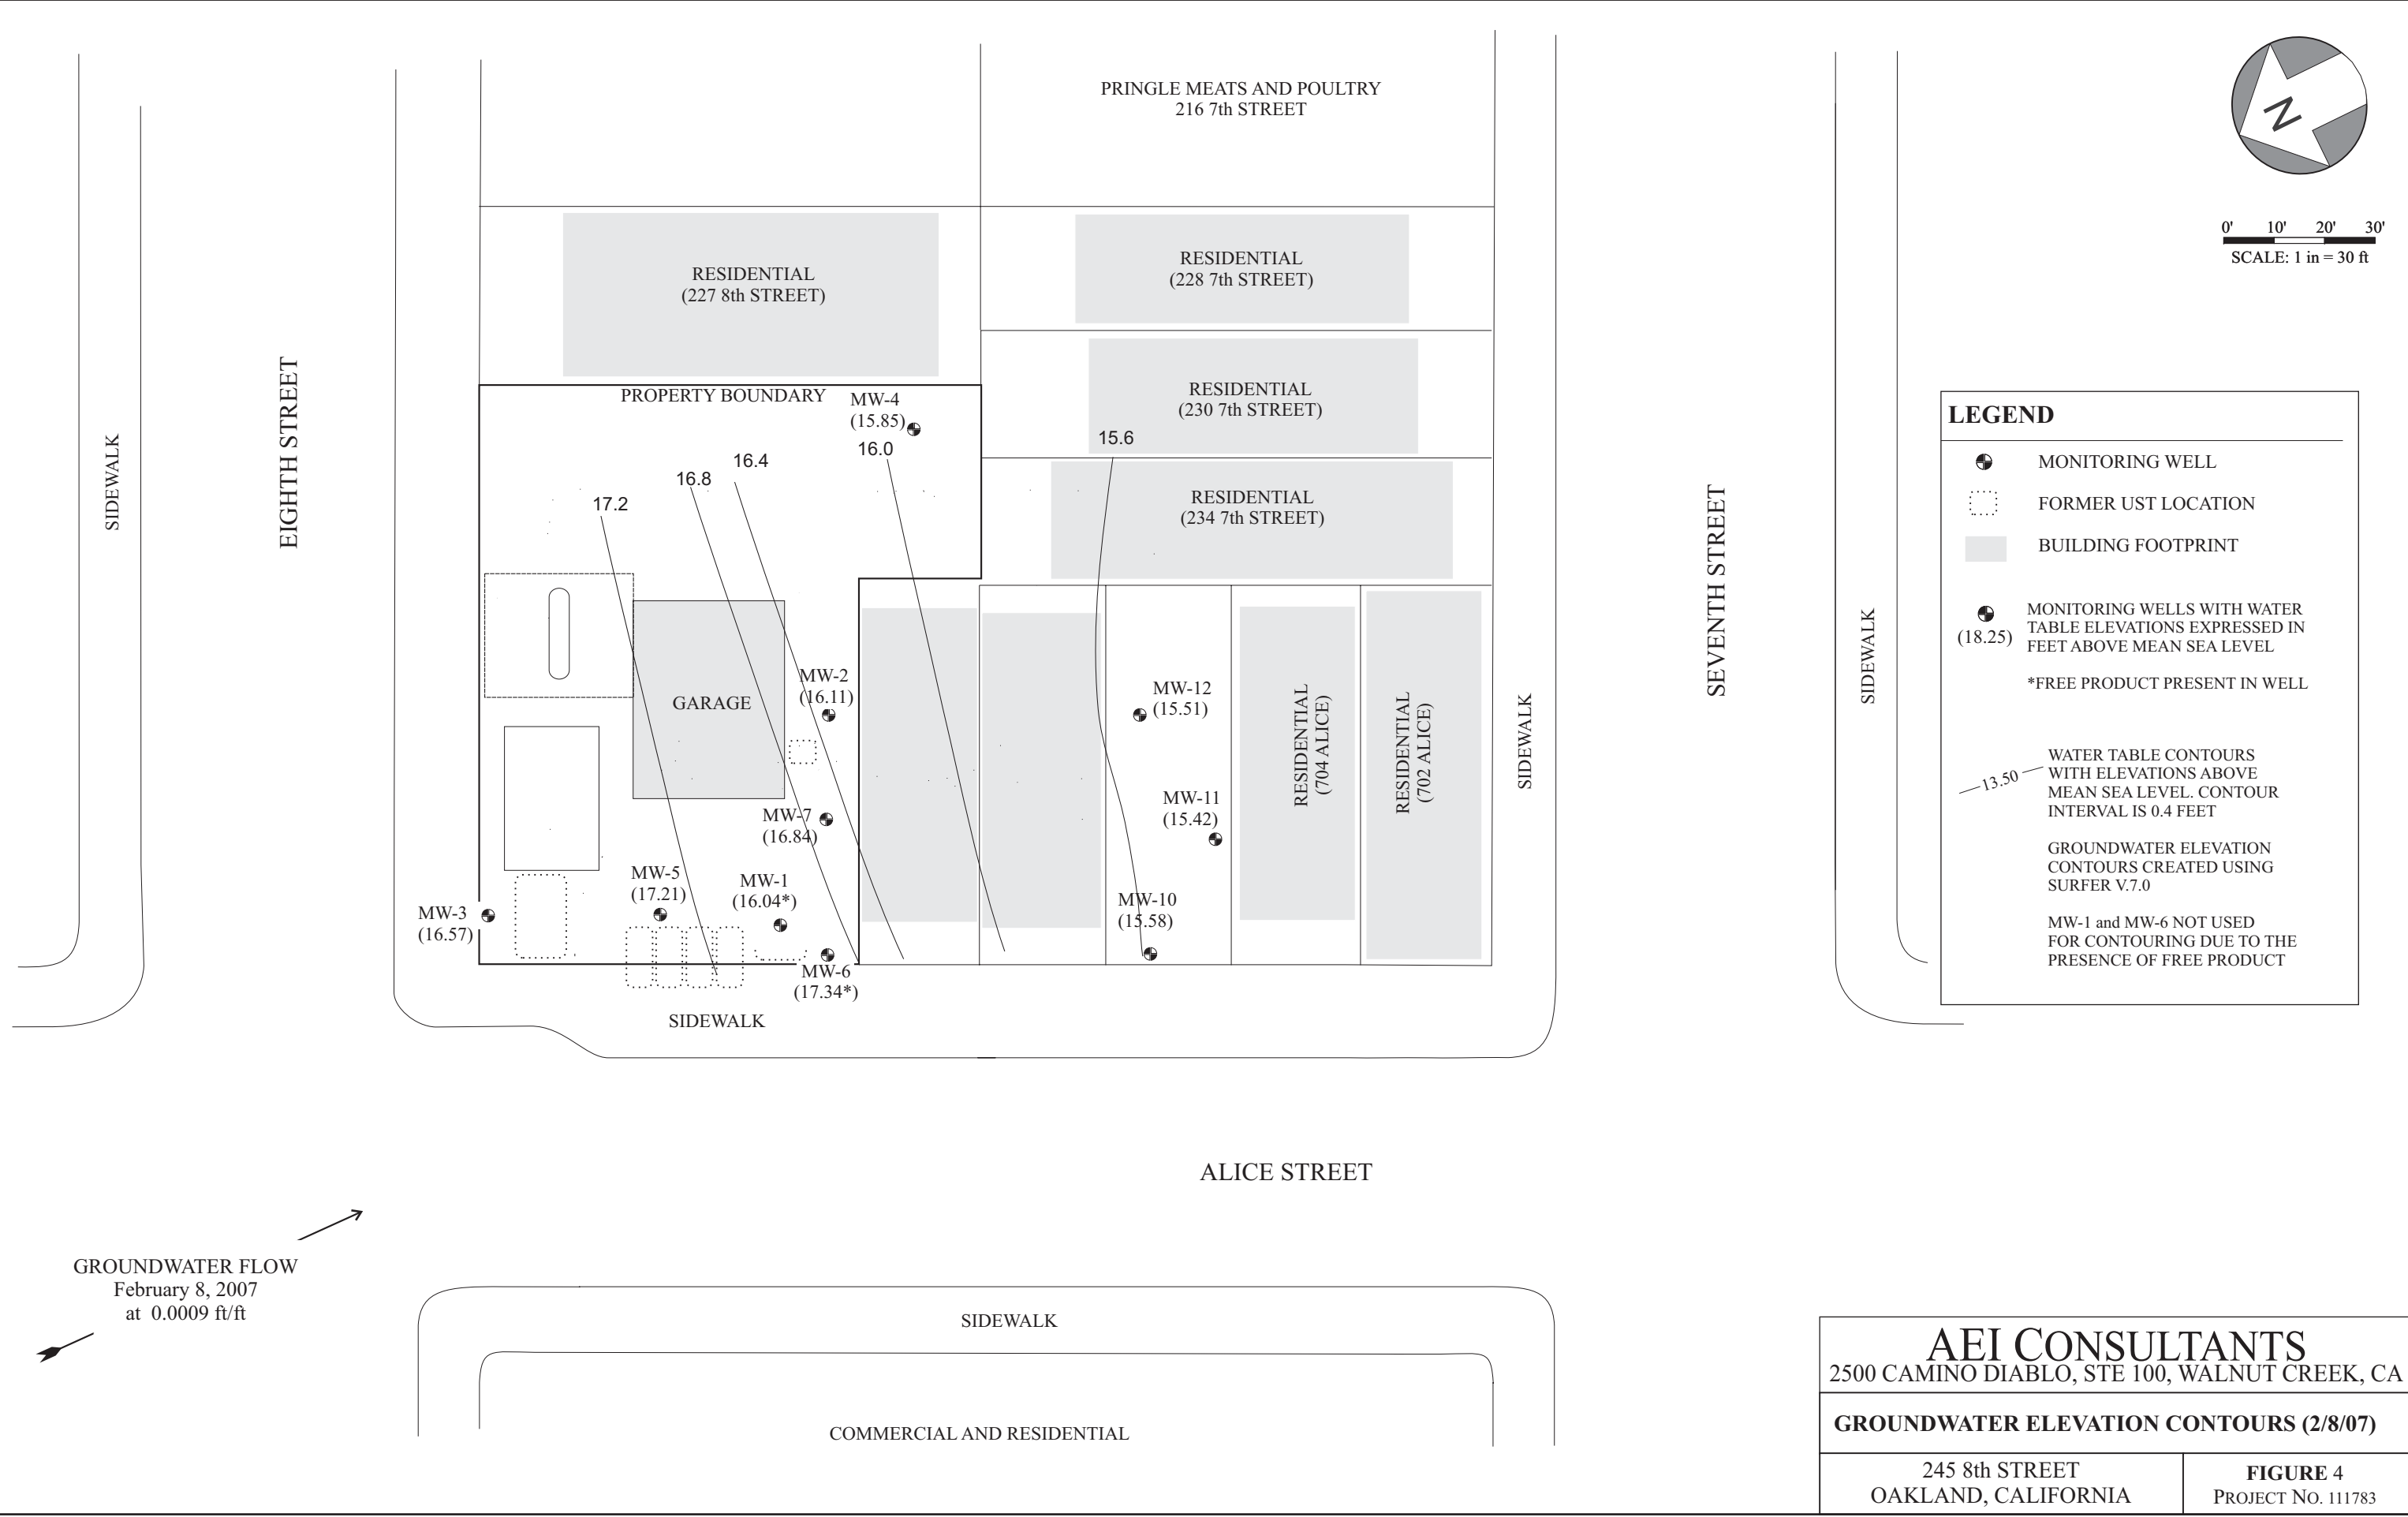 PRINGLE MEATS AND POULTRY
216 7th STREET
N
0' 10' 20' 30'
SCALE: 1 in = 30 ft
RESIDENTIAL
(227 8th STREET)
RESIDENTIAL
(228 7th STREET)
RESIDENTIAL
(230 7th STREET)
RESIDENTIAL
(234 7th STREET)
SIDEWALK
EIGHTH STREET
PROPERTY BOUNDARY
MW-4
(15.85)
17.2
16.8
16.4
16.0
15.6
GARAGE
MW-2
(16.11)
MW-7
(16.84)
MW-5
(17.21)
MW-1
(16.04*)
MW-3
(16.57)
MW-6
(17.34*)
MW-12
(15.51)
MW-11
(15.42)
MW-10
(15.58)
RESIDENTIAL
(704 ALICE)
RESIDENTIAL
(702 ALICE)
SIDEWALK
SEVENTH STREET
SIDEWALK
SIDEWALK
LEGEND
MONITORING WELL
FORMER UST LOCATION
BUILDING FOOTPRINT
(18.25)
MONITORING WELLS WITH WATER
TABLE ELEVATIONS EXPRESSED IN
FEET ABOVE MEAN SEA LEVEL
*FREE PRODUCT PRESENT IN WELL
13.50
WATER TABLE CONTOURS
WITH ELEVATIONS ABOVE
MEAN SEA LEVEL. CONTOUR
INTERVAL IS 0.4 FEET
GROUNDWATER ELEVATION
CONTOURS CREATED USING
SURFER V.7.0
MW-1 and MW-6 NOT USED
FOR CONTOURING DUE TO THE
PRESENCE OF FREE PRODUCT
ALICE STREET
GROUNDWATER FLOW
February 8, 2007
at 0.0009 ft/ft
SIDEWALK
COMMERCIAL AND RESIDENTIAL
AEI CONSULTANTS
2500 CAMINO DIABLO, STE 100, WALNUT CREEK, CA
GROUNDWATER ELEVATION CONTOURS (2/8/07)
245 8th STREET
OAKLAND, CALIFORNIA
FIGURE 4
PROJECT NO. 111783